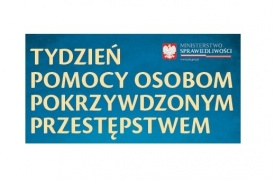 MINISTERSTWO
SPRAWIEDLIWOŚCI
TYDZIEŃ
POMOCY OSOBOM
POKRZYWDZONYM
PRZESTĘPSTWEM